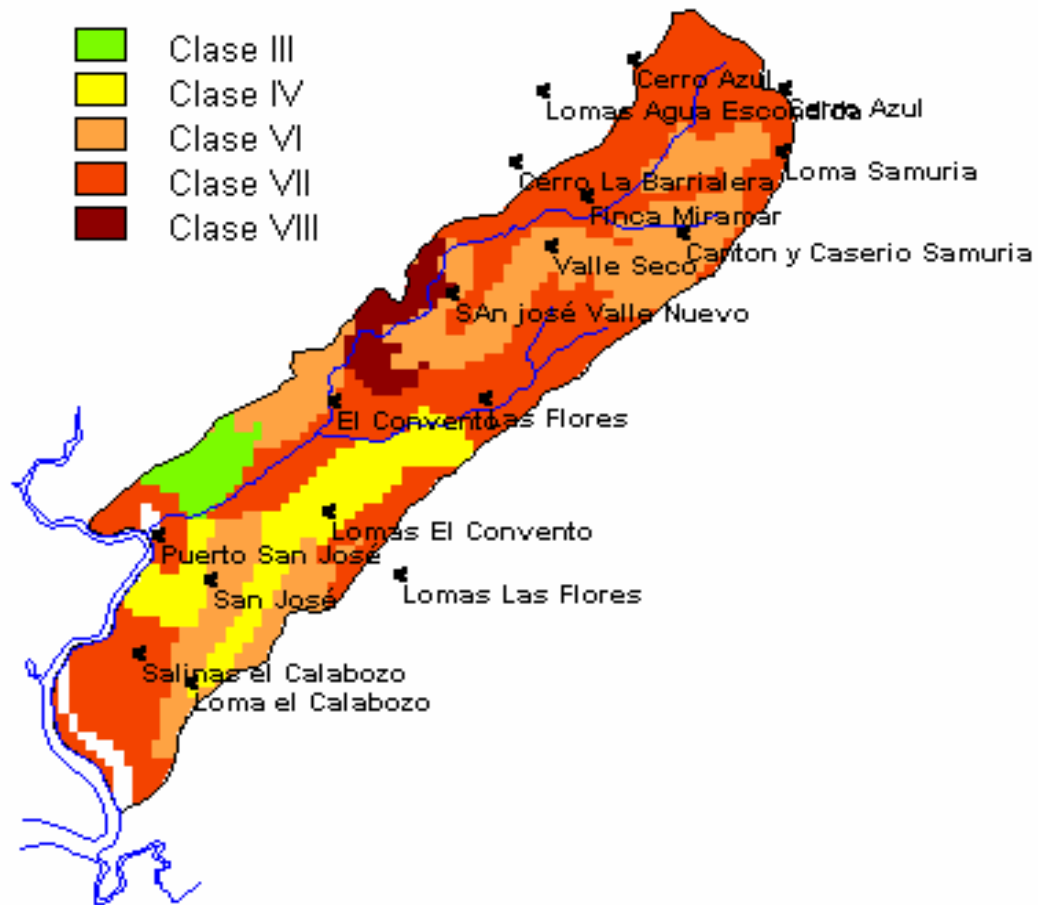 Clase III
Clase IV
Clase VI
Clase VII
Clase VIII
Cerro Azul
Lomas Agua Escondida
Cerro Azul
Loma Samuria
Cerro La Barrialera
Finca Miramar
Canton y Caserio Samuria
Valle Seco
SAn josé Valle Nuevo
El Convento
Las Flores
Lomas El Convento
Puerto San José
San José
Lomas Las Flores
Salinas el Calabozo
Loma el Calabozo